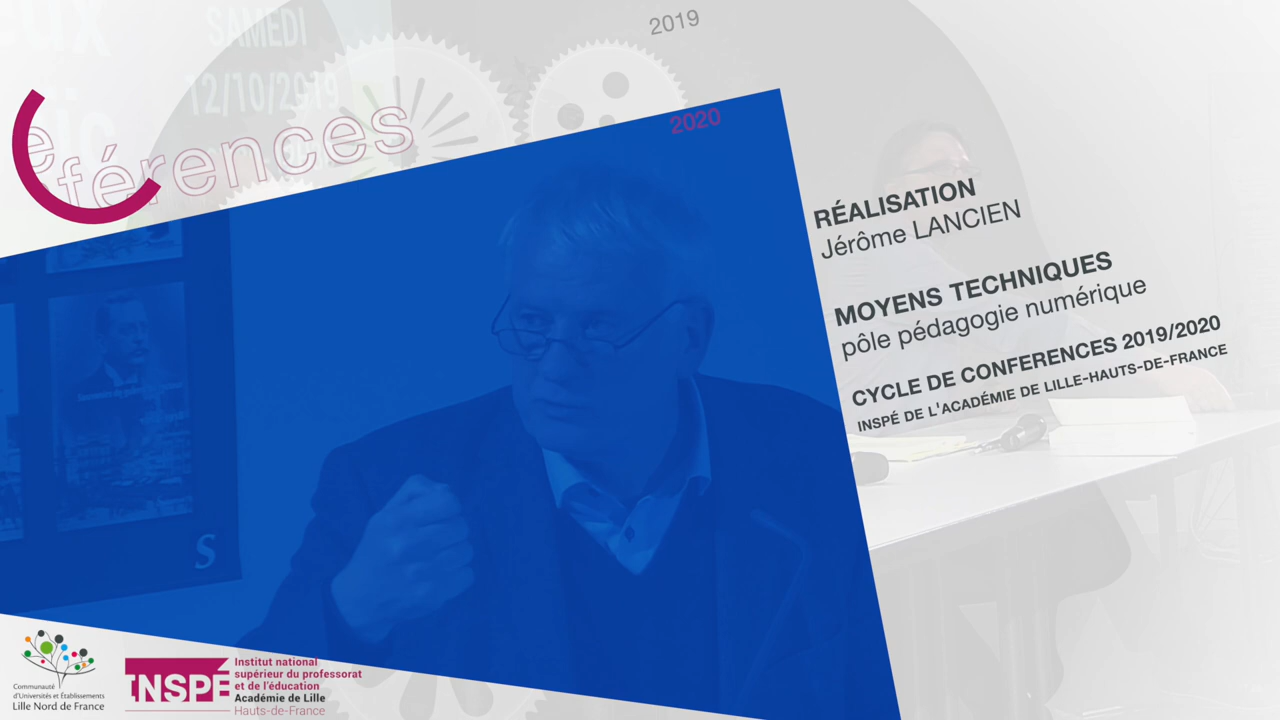 SAMEDI
12/10/2019
2019
2020
férences
RÉALISATION
Jérôme LANCIEN
MOYENS TECHNIQUES
pôle pédagogie numérique
CYCLE DE CONFERENCES 2019/2020
INSPÉ DE L'ACADÉMIE DE LILLE-HAUTS-DE-FRANCE
S
Communauté
d'Universités et Établissements
Lille Nord de France
INSPÉ
Institut national
supérieur du professorat
et de l'éducation
Académie de Lille
Hauts-de-France